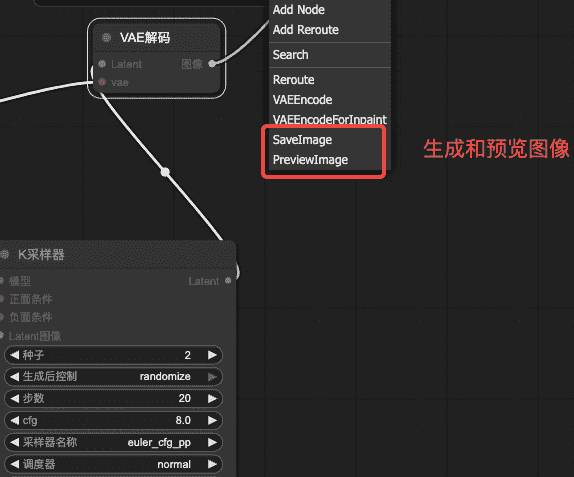 VAE解码
Latent 图像
vae
Add Node
Add Reroute
Search
Reroute
VAEEncode
VAEEncodeForInpaint
SaveImage
PreviewImage
生成和预览图像
K采样器
模型 Latent
正面条件
负面条件
Latent图像
种子 2
生成后控制 randomize
步数 20
cfg 8.0
采样器名称 euler_cfg_pp
调度器 normal